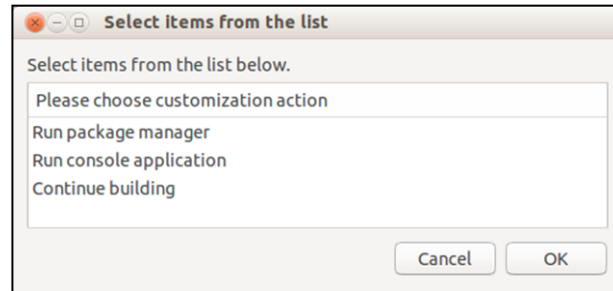 Select items from the list
Select items from the list below.
Please choose customization action
Run package manager
Run console application
Continue building
Cancel OK